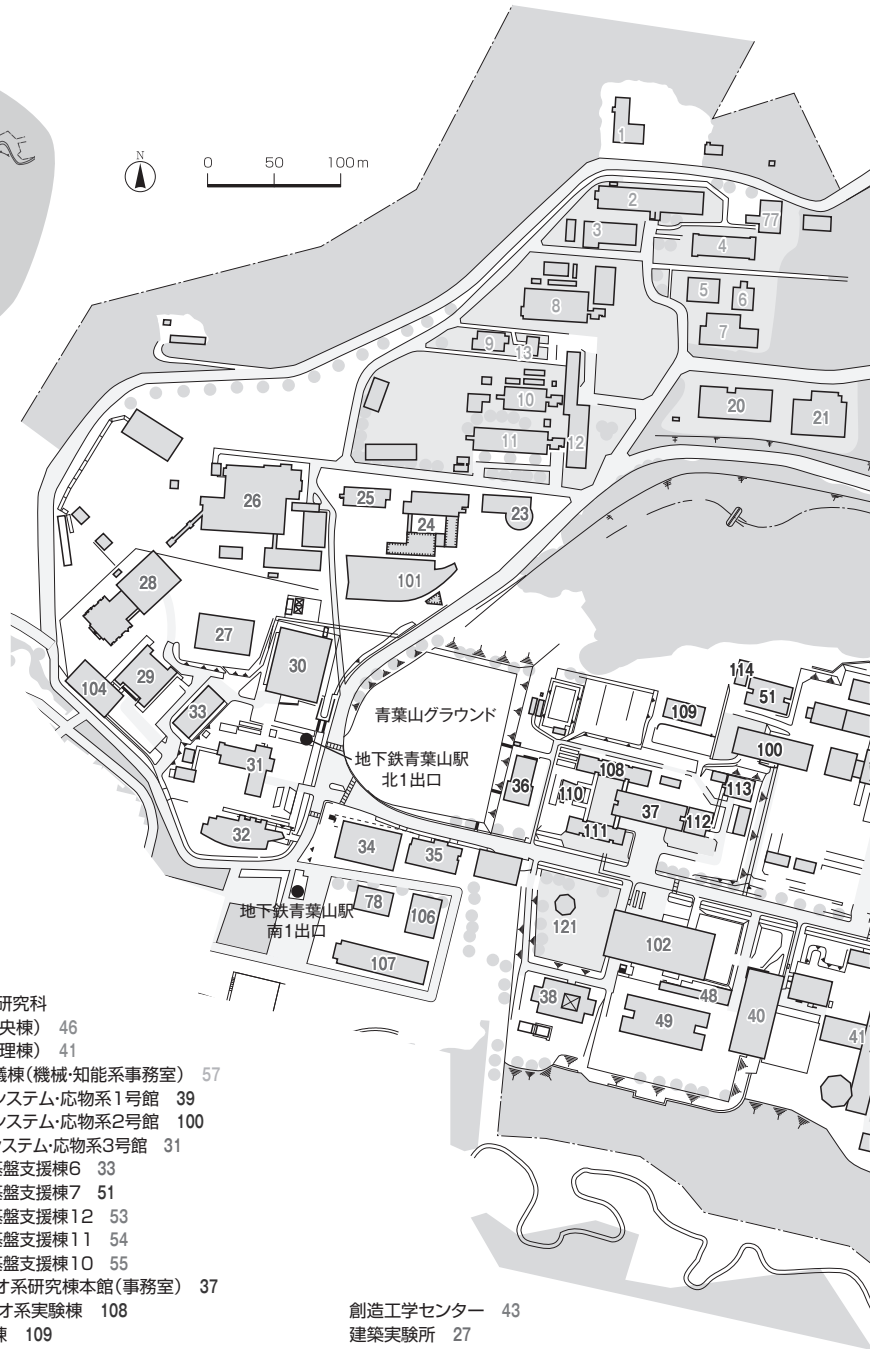 1
N
0 50 100m
2
77
3
4
5
6
8
7
9
13
10
20
21
11
12
26
25
24
23
101
28
27
30
114
51
29
104
33
青葉山グラウンド
109
100
地下鉄青葉山駅
北1出口
31
36
108
110
37
113
112
111
32
34
35
地下鉄青葉山駅
南1出口
78
106
121
102
107
38
48
49
40
41
研究科
央棟) 46
理棟) 41
議棟(機械・知能系事務室) 57
システム・応物系1号館 39
システム・応物系2号館 100
システム・応物系3号館 31
基盤支援棟6 33
基盤支援棟7 51
基盤支援棟12 53
基盤支援棟11 54
基盤支援棟10 55
オ系研究棟本館(事務室) 37
オ系実験棟 108
棟 109
創造工学センター 43
建築実験所 27